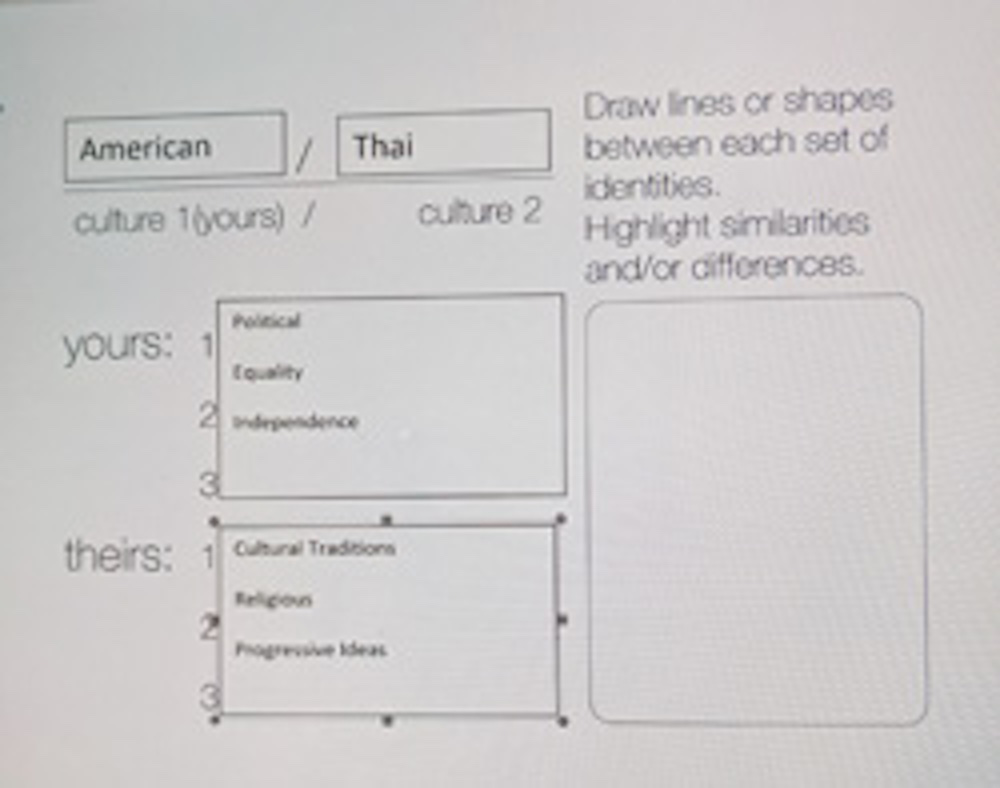 American / Thai
culture 1(yours) / culture 2
Draw lines or shapes
between each set of
identities.
Highlight similarities
and/or differences.
yours:
1
Political
Equality
2
Independence
3
theirs:
1
Cultural Traditions
Religious
2
Progressive Ideas
3